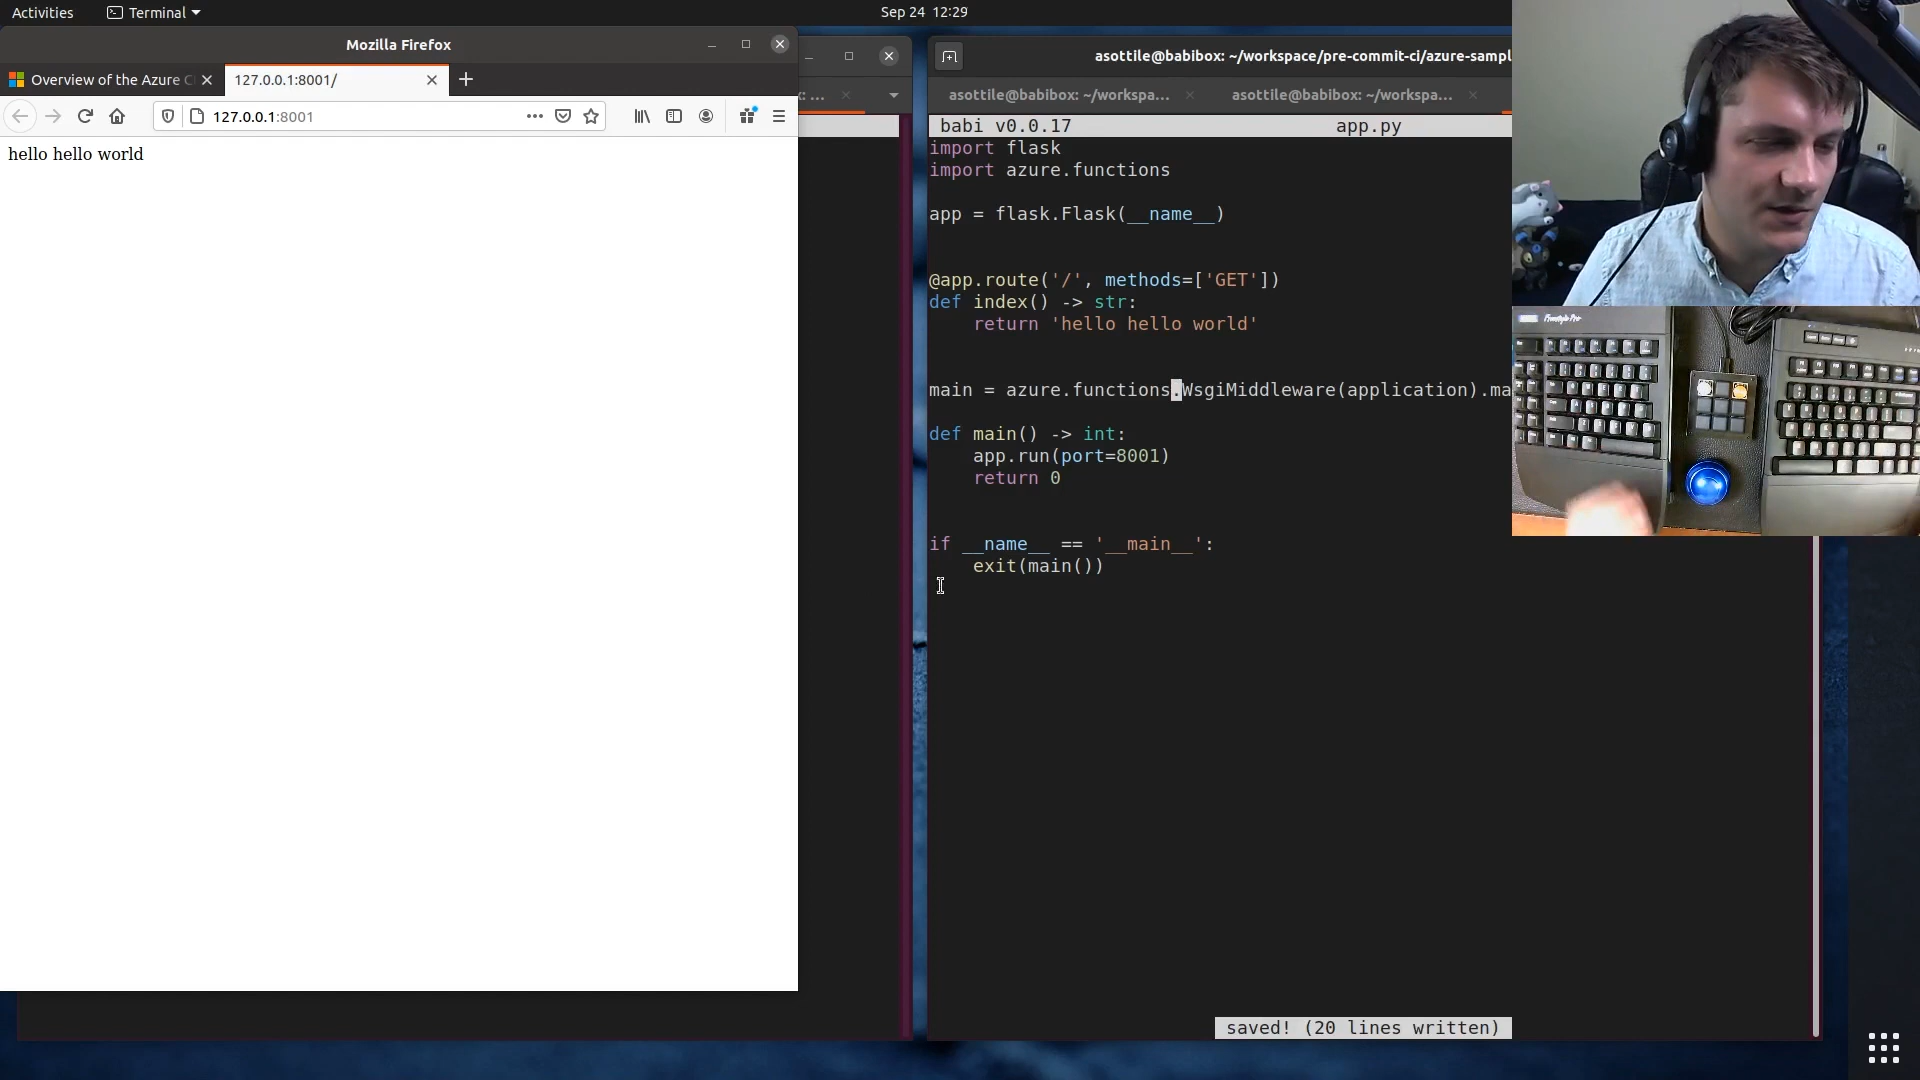 Activities
Terminal
Sep 24 12:29
Mozilla Firefox
Overview of the Azure C
127.0.0.1:8001/
127.0.0.1:8001
hello hello world
: ...
asottile@babibox: ~/workspace/pre-commit-ci/azure-sampl
asottile@babibox: ~/workspa...
asottile@babibox: ~/workspa...
babi v0.0.17
app.py
import flask
import azure.functions
app = flask.Flask(__name__)
@app.route('/', methods=['GET'])
def index() -> str:
return 'hello hello world'
main = azure.functions.WsgiMiddleware(application).ma
def main() -> int:
app.run(port=8001)
return 0
if __name__ == '__main__':
exit(main())
saved! (20 lines written)
Freestyle Pro